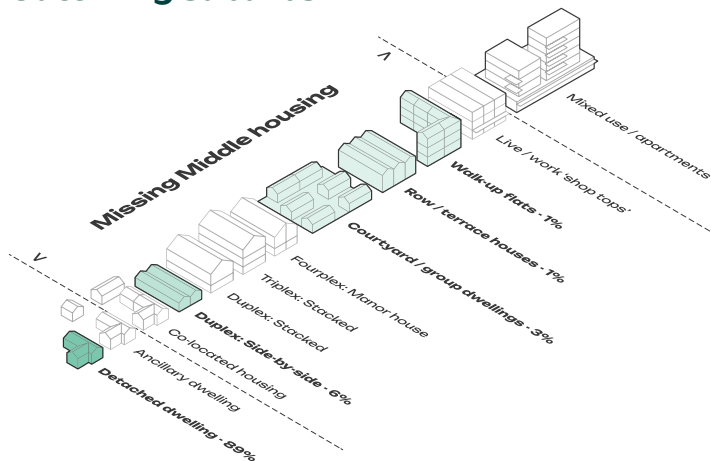 Missing Middle housing
Mixed use / apartments
Live / work 'shop tops'
Walk-up flats - 1%
Row / terrace houses - 1%
Courtyard / group dwellings - 3%
Fourplex: Manor house
Triplex: Stacked
Duplex: Stacked
Duplex: Side-by-side - 6%
Co-located housing
Ancillary dwelling
Detached dwelling - 89%